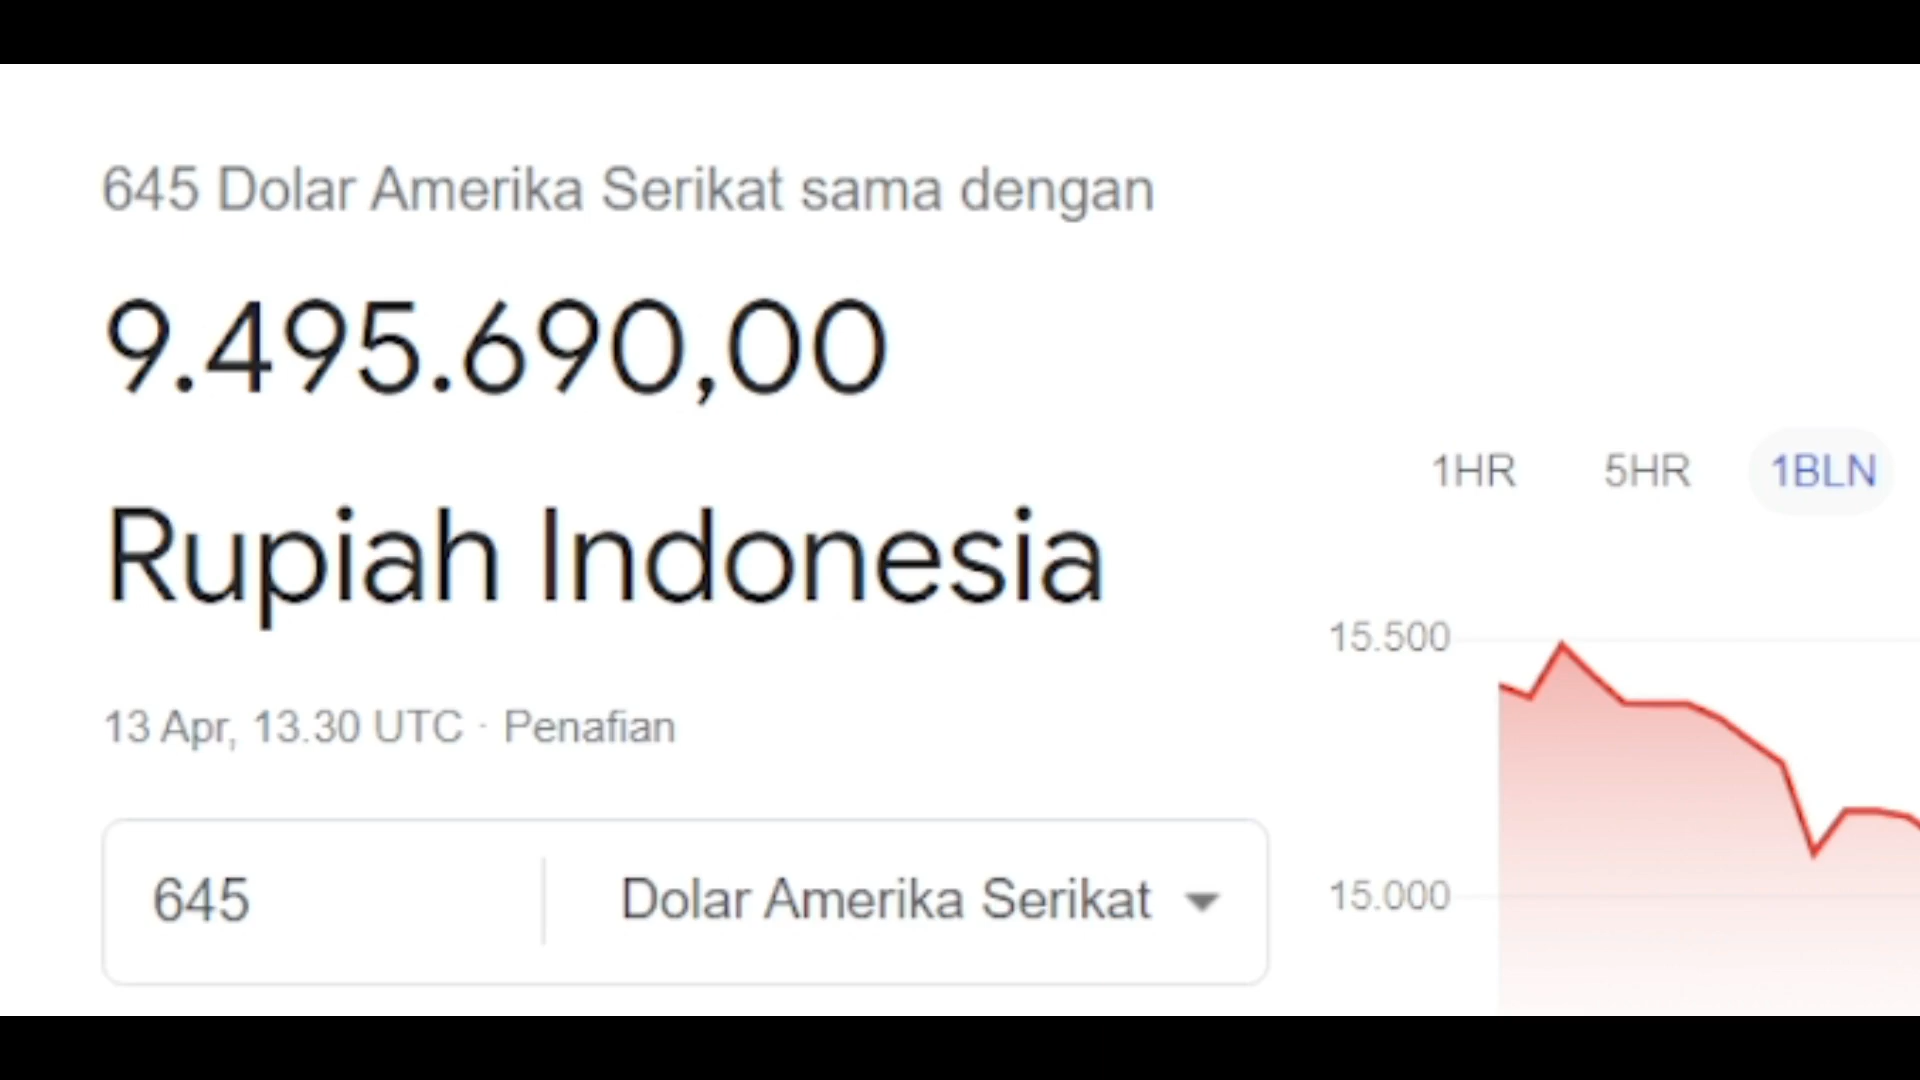 645 Dolar Amerika Serikat sama dengan
9.495.690,00
Rupiah Indonesia
13 Apr, 13.30 UTC · Penafian
645 Dolar Amerika Serikat
1HR 5HR 1BLN
15.500
15.000